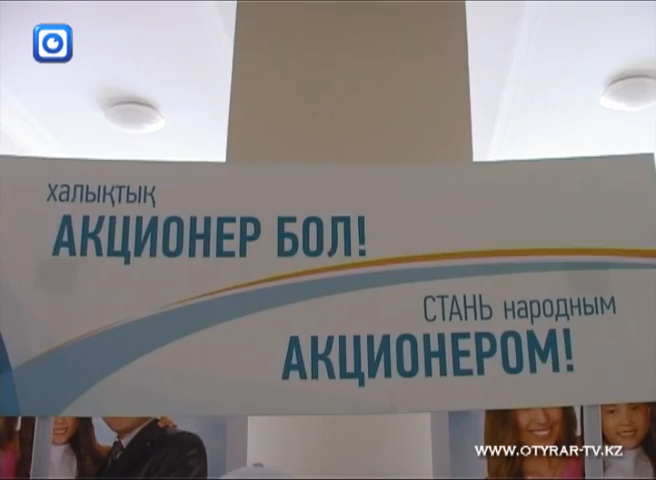 халықтық
АКЦИОНЕР БОЛ!
СТАНЬ народным
АКЦИОНЕРОМ!
WWW.OTYRAR-TV.KZ